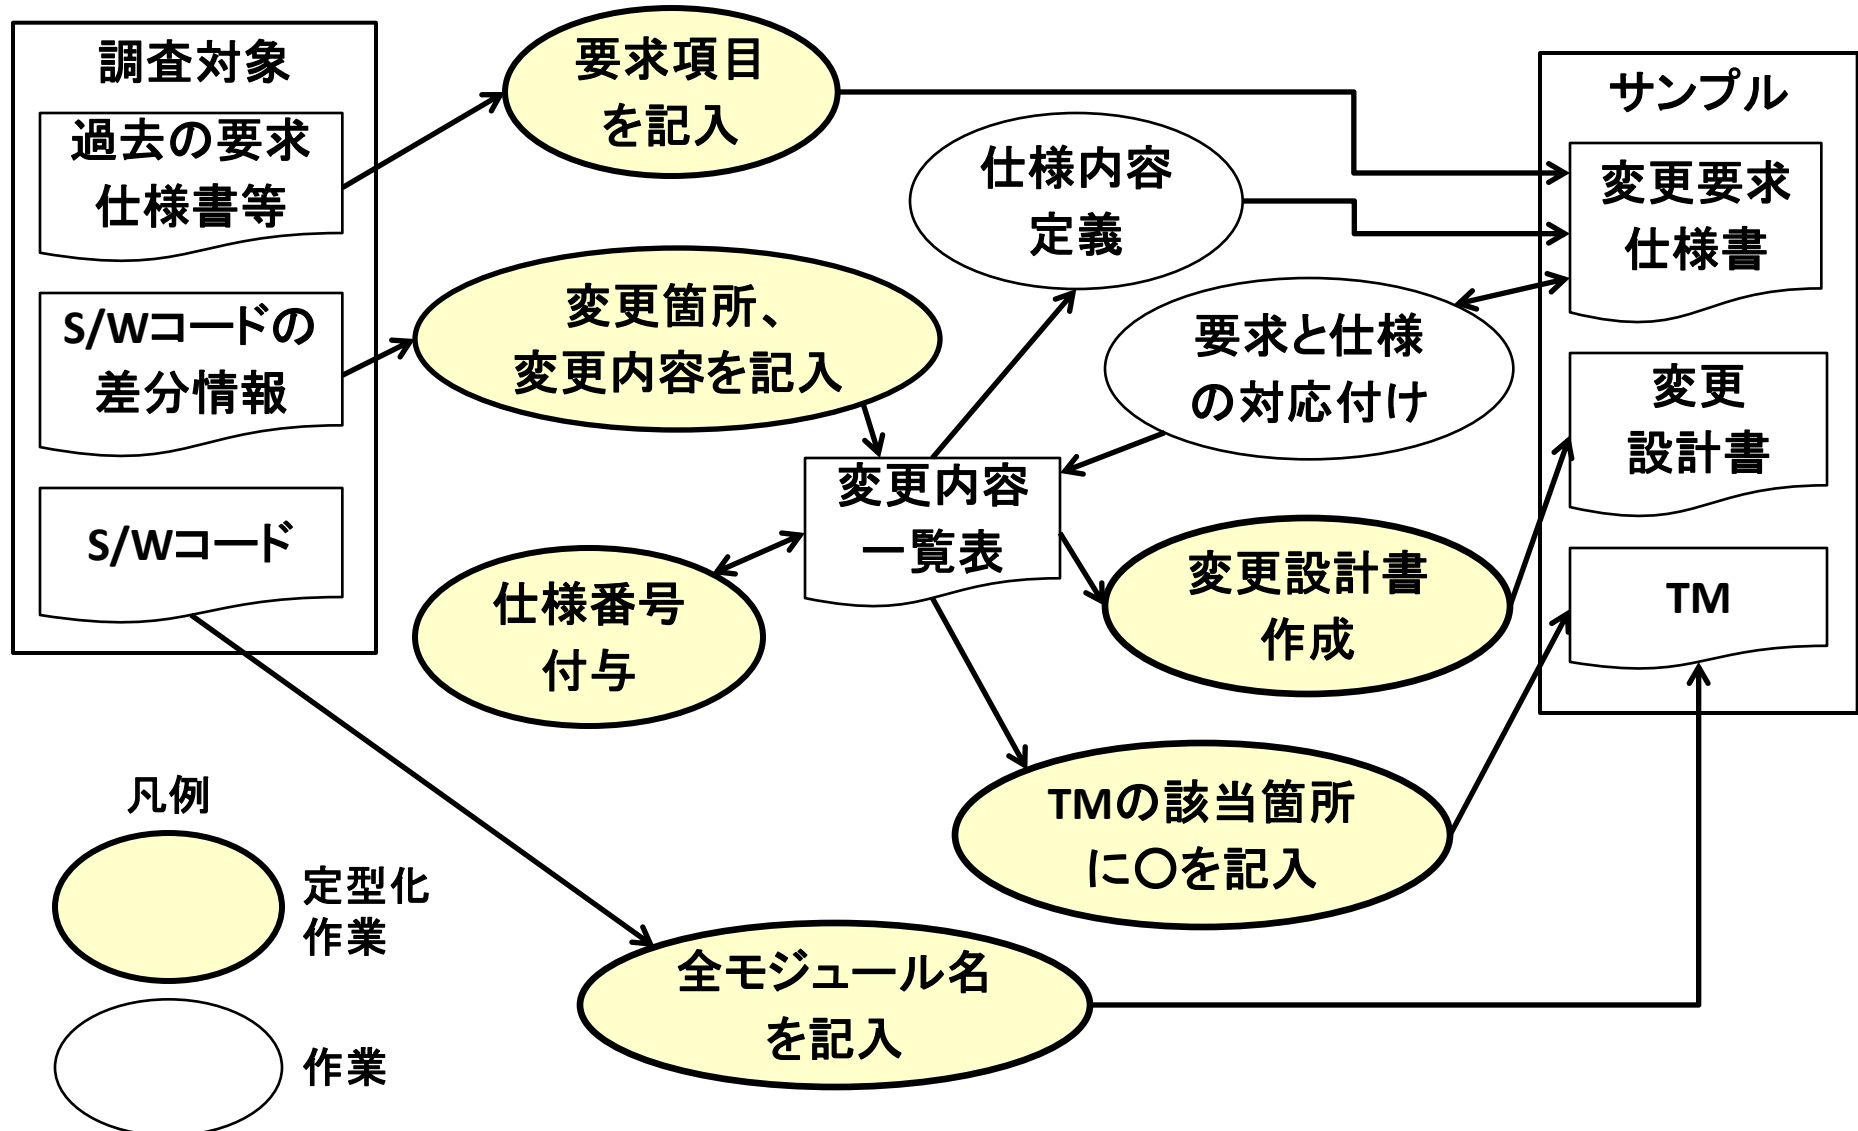 調査対象
過去の要求
仕様書等
S/Wコードの
差分情報
S/Wコード
要求項目
を記入
変更箇所、
変更内容を記入
仕様番号
付与
仕様内容
定義
要求と仕様
の対応付け
変更内容
一覧表
変更設計書
作成
TMの該当箇所
に○を記入
全モジュール名
を記入
サンプル
変更要求
仕様書
変更
設計書
TM
凡例
定型化
作業
作業